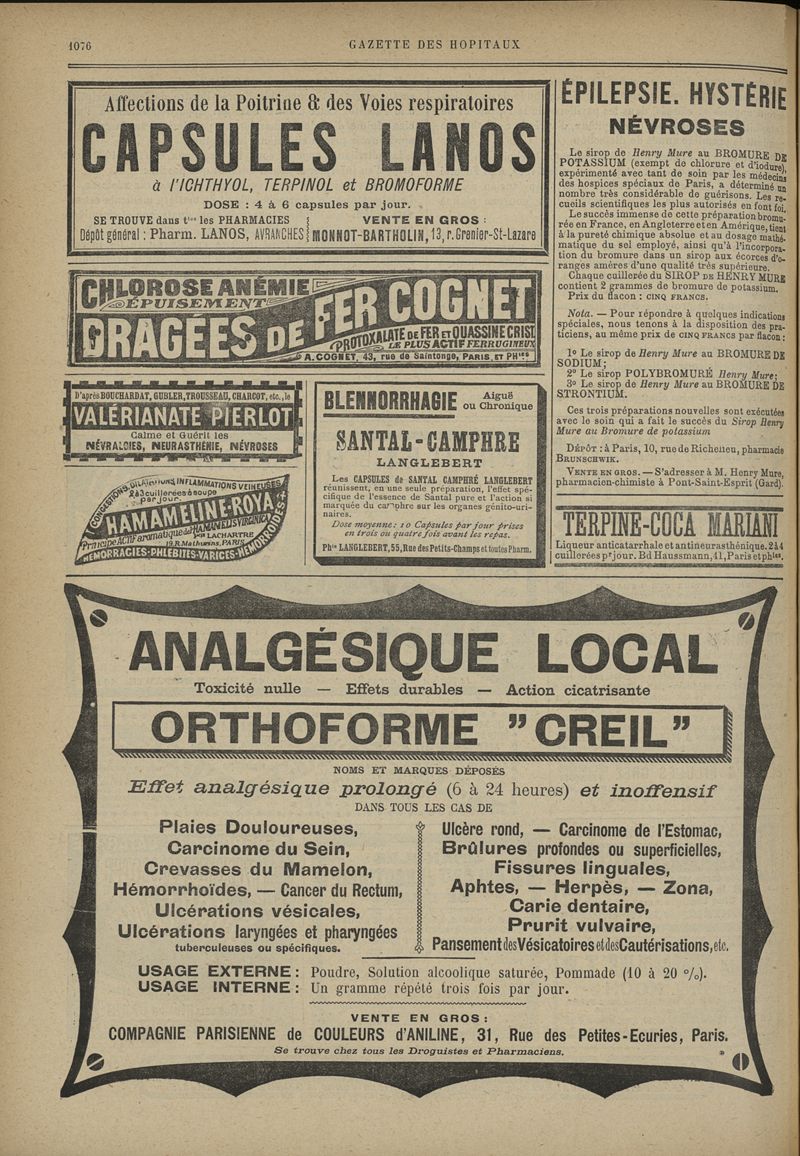 1076
GAZETTE DES HOPITAUX
Affections de la Poitrine & des Voies respiratoires
CAPSULES LANOS
à l'ICHTHYOL, TERPINOL et BROMOFORME
DOSE : 4 à 6 capsules par jour.
SE TROUVE dans tᵗᵉˢ les PHARMACIES
Dépôt général : Pharm. LANOS, AVRANCHES
VENTE EN GROS :
MONNOT-BARTHOLIN, 13, r. Grenier-St-Lazare
CHLOROSE ANÉMIE
ÉPUISEMENT
DRAGÉES DE FER COGNET
PROTOXALATE DE FER ET QUASSINE CRIST
LE PLUS ACTIF FERRUGINEUX
A. COGNET, 43, rue de Saintonge, PARIS, ET PHⁱᵉˢ
D'après BOUCHARDAT, GUBLER, TROUSSEAU, CHARCOT, etc., le
VALÉRIANATE PIERLOT
Calme et Guérit les
NÉVRALGIES, NEURASTHÉNIE, NÉVROSES
CONGESTIONS, INFLAMMATIONS VEINEUSES
2 à 3 cuillerées à soupe
par jour.
HAMAMELINE-ROYA
Principe ACTIF aromatique de HAMAMELIS VIRGINICA
LACHARTRE
19, R. Mathurins, PARIS
HÉMORRAGIES-PHLÉBITES-VARICES-HÉMORROÏDES
BLENNORRHAGIE Aiguë
ou Chronique
SANTAL-CAMPHRE
LANGLEBERT
Les CAPSULES de SANTAL CAMPHRÉ LANGLEBERT
réunissent, en une seule préparation, l'effet spé-
cifique de l'essence de Santal pure et l'action si
marquée du camphre sur les organes génito-uri-
naires.
Dose moyenne : 10 Capsules par jour prises
en trois ou quatre fois avant les repas.
Phⁱᵉ LANGLEBERT, 55, Rue des Petits-Champs et toutes Pharm.
ÉPILEPSIE. HYSTÉRIE
NÉVROSES
Le sirop de Henry Mure au BROMURE DE
POTASSIUM (exempt de chlorure et d'iodure),
expérimenté avec tant de soin par les médecins
des hospices spéciaux de Paris, a déterminé un
nombre très considérable de guérisons. Les re-
cueils scientifiques les plus autorisés en font foi.
Le succès immense de cette préparation bromu-
rée en France, en Angleterre et en Amérique, tient
à la pureté chimique absolue et au dosage mathé-
matique du sel employé, ainsi qu'à l'incorpora-
tion du bromure dans un sirop aux écorces d'o-
ranges amères d'une qualité très supérieure.
Chaque cuillerée du SIROP DE HENRY MURE
contient 2 grammes de bromure de potassium.
Prix du flacon : CINQ FRANCS.
Nota. — Pour répondre à quelques indications
spéciales, nous tenons à la disposition des pra-
ticiens, au même prix de CINQ FRANCS par flacon :
1º Le sirop de Henry Mure au BROMURE DE
SODIUM ;
2º Le sirop POLYBROMURÉ Henry Mure ;
3º Le sirop de Henry Mure au BROMURE DE
STRONTIUM.
Ces trois préparations nouvelles sont exécutées
avec le soin qui a fait le succès du Sirop Henry
Mure au Bromure de potassium
DÉPÔT : à Paris, 10, rue de Richelieu, pharmacie
BRUNSCHWIK.
VENTE EN GROS. — S'adresser à M. Henry Mure,
pharmacien-chimiste à Pont-Saint-Esprit (Gard).
TERPINE-COCA MARIANI
Liqueur anticatarrhale et antineurasthénique. 2 à 4
cuillerées pʳ jour. Bd Haussmann, 41, Paris et phⁱᵉˢ.
ANALGÉSIQUE LOCAL
Toxicité nulle — Effets durables — Action cicatrisante
ORTHOFORME "CREIL"
NOMS ET MARQUES DÉPOSÉS
Effet analgésique prolongé (6 à 24 heures) et inoffensif
DANS TOUS LES CAS DE
Plaies Douloureuses,
Carcinome du Sein,
Crevasses du Mamelon,
Hémorrhoïdes, — Cancer du Rectum,
Ulcérations vésicales,
Ulcérations laryngées et pharyngées
tuberculeuses ou spécifiques.
Ulcère rond, — Carcinome de l'Estomac,
Brûlures profondes ou superficielles,
Fissures linguales,
Aphtes, — Herpès, — Zona,
Carie dentaire,
Prurit vulvaire,
Pansement des Vésicatoires et des Cautérisations, etc.
USAGE EXTERNE : Poudre, Solution alcoolique saturée, Pommade (10 à 20 %).
USAGE INTERNE : Un gramme répété trois fois par jour.
VENTE EN GROS :
COMPAGNIE PARISIENNE de COULEURS d'ANILINE, 31, Rue des Petites-Ecuries, Paris.
Se trouve chez tous les Droguistes et Pharmaciens.
*